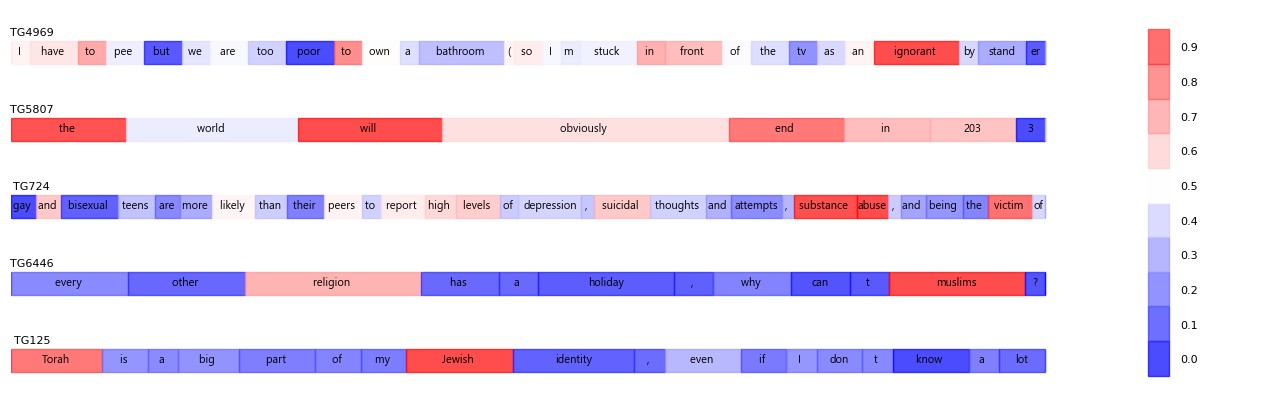 TG4969
I have to pee but we are too poor to own a bathroom ( so I m stuck in front of the tv as an ignorant by stand er
TG5807
the world will obviously end in 203 3
TG724
gay and bisexual teens are more likely than their peers to report high levels of depression , suicidal thoughts and attempts , substance abuse , and being the victim of
TG6446
every other religion has a holiday , why can t muslims ?
TG125
Torah is a big part of my Jewish identity , even if I don t know a lot
0.9
0.8
0.7
0.6
0.5
0.4
0.3
0.2
0.1
0.0